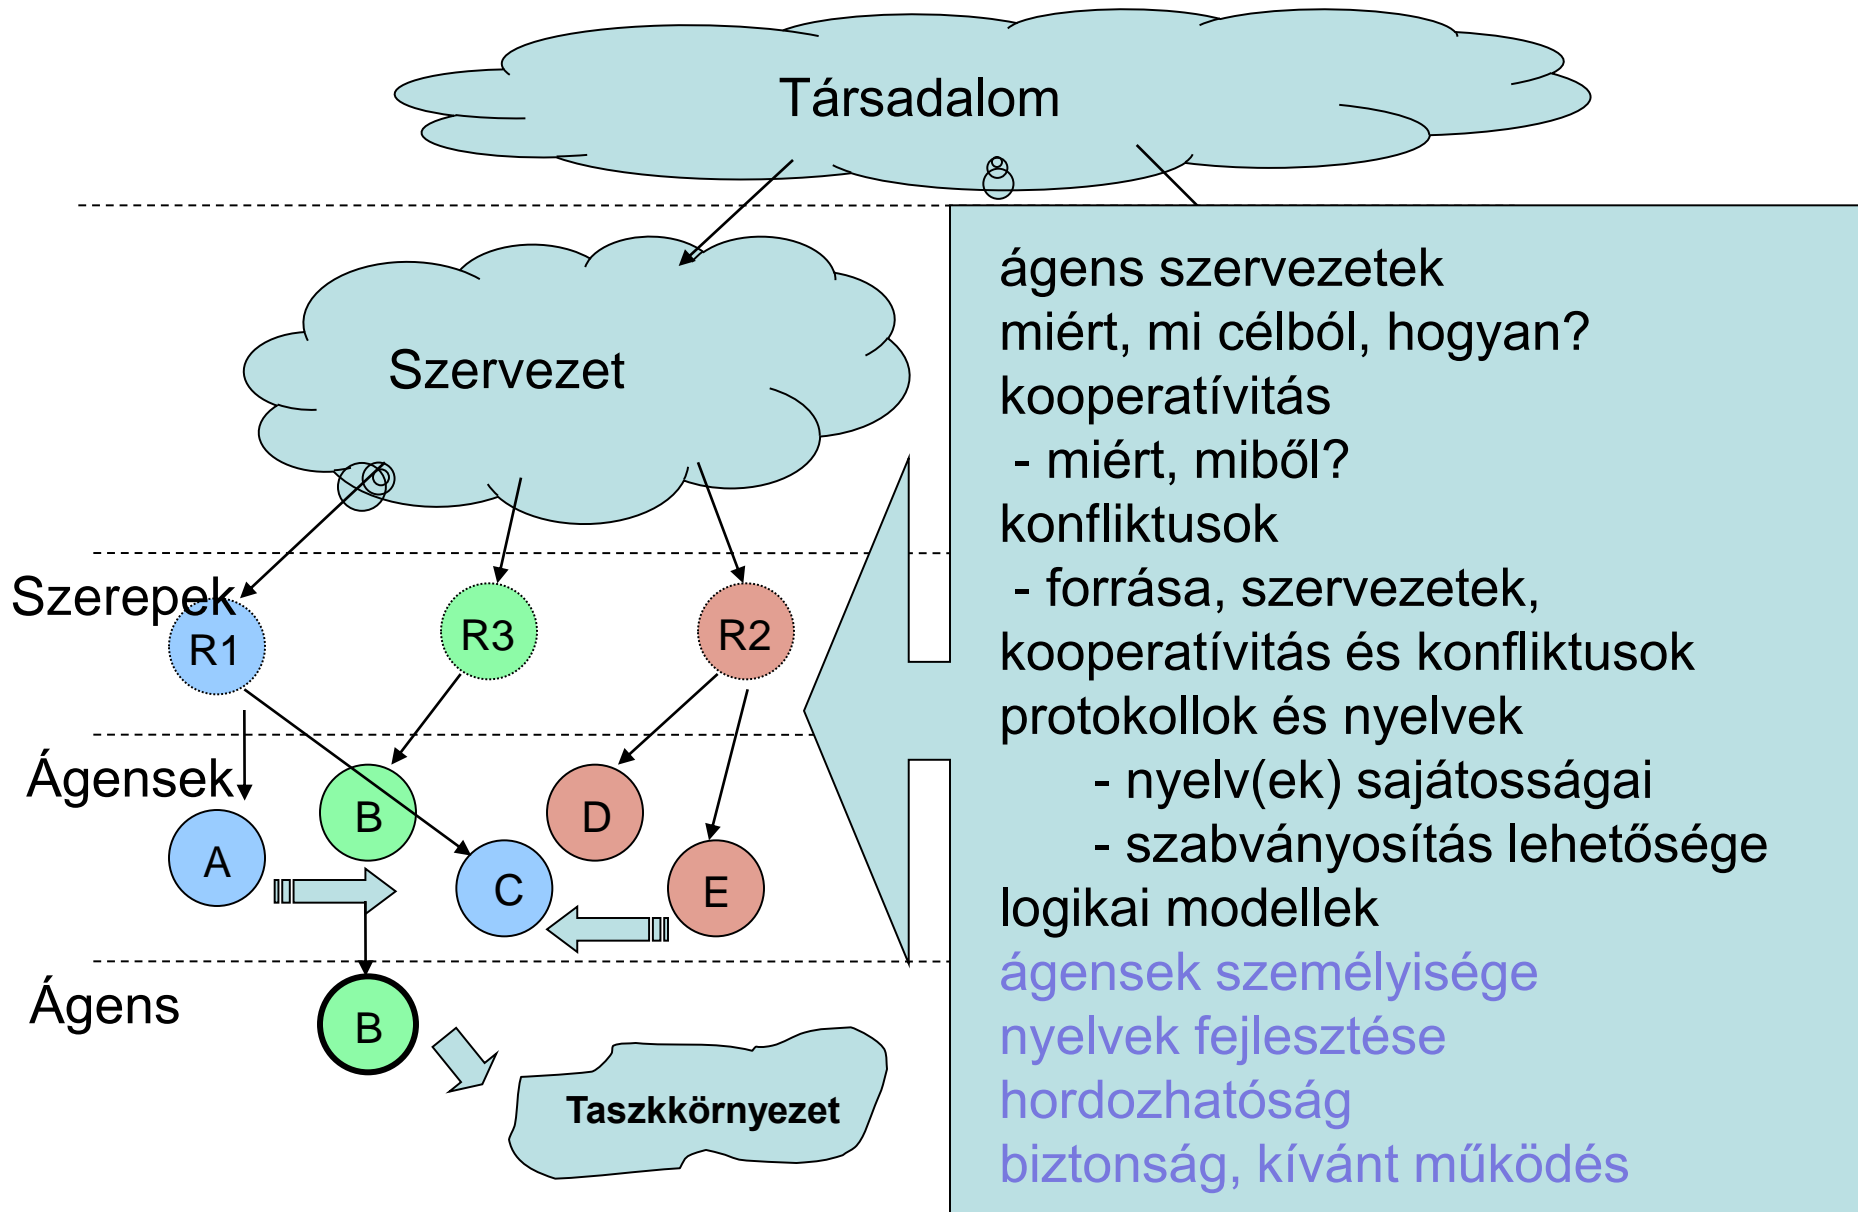 Társadalom
Szervezet
Szerepek
R1
R3
R2
Ágensek
A
B
C
D
E
Ágens
B
Taszkkörnyezet
ágens szervezetek
miért, mi célból, hogyan?
kooperatívitás
- miért, miből?
konfliktusok
- forrása, szervezetek,
kooperatívitás és konfliktusok
protokollok és nyelvek
- nyelv(ek) sajátosságai
- szabványosítás lehetősége
logikai modellek
ágensek személyisége
nyelvek fejlesztése
hordozhatóság
biztonság, kívánt működés